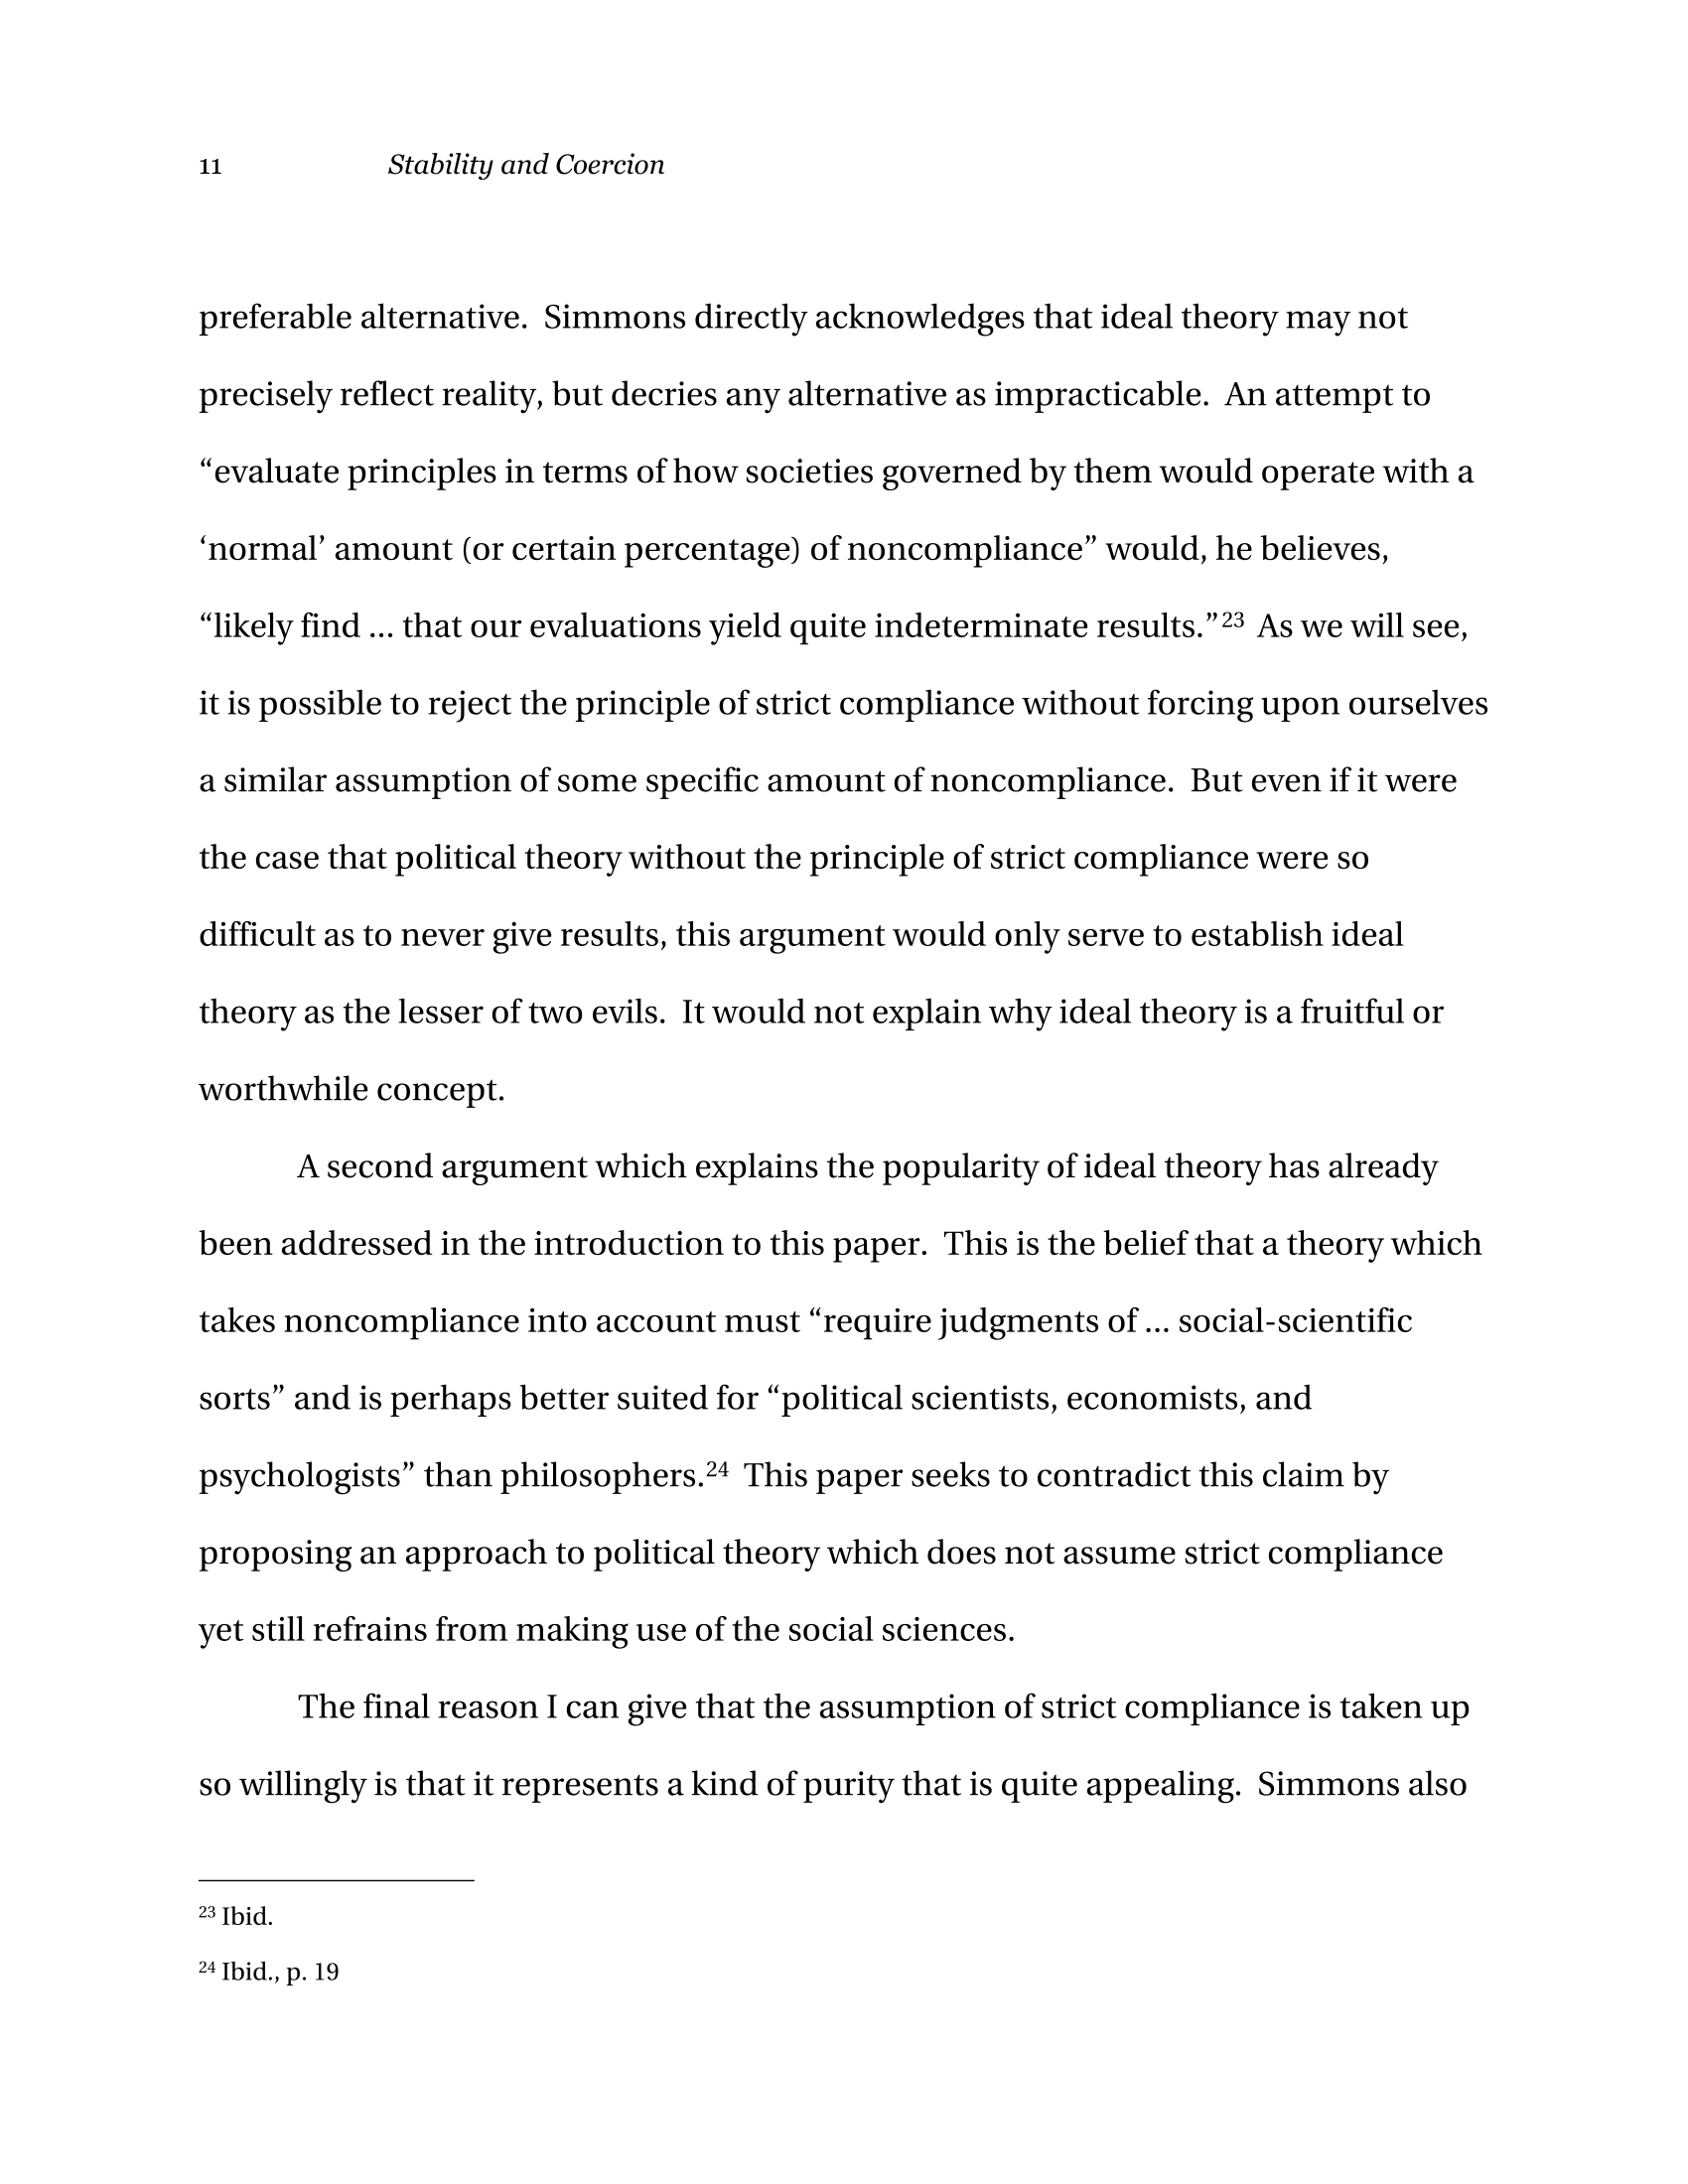 11 Stability and Coercion
preferable alternative.  Simmons directly acknowledges that ideal theory may not
precisely reflect reality, but decries any alternative as impracticable.  An attempt to
“evaluate principles in terms of how societies governed by them would operate with a
‘normal’ amount (or certain percentage) of noncompliance” would, he believes,
“likely find ... that our evaluations yield quite indeterminate results.”23  As we will see,
it is possible to reject the principle of strict compliance without forcing upon ourselves
a similar assumption of some specific amount of noncompliance.  But even if it were
the case that political theory without the principle of strict compliance were so
difficult as to never give results, this argument would only serve to establish ideal
theory as the lesser of two evils.  It would not explain why ideal theory is a fruitful or
worthwhile concept.
A second argument which explains the popularity of ideal theory has already
been addressed in the introduction to this paper.  This is the belief that a theory which
takes noncompliance into account must “require judgments of ... social-scientific
sorts” and is perhaps better suited for “political scientists, economists, and
psychologists” than philosophers.24  This paper seeks to contradict this claim by
proposing an approach to political theory which does not assume strict compliance
yet still refrains from making use of the social sciences.
The final reason I can give that the assumption of strict compliance is taken up
so willingly is that it represents a kind of purity that is quite appealing.  Simmons also
23 Ibid.
24 Ibid., p. 19